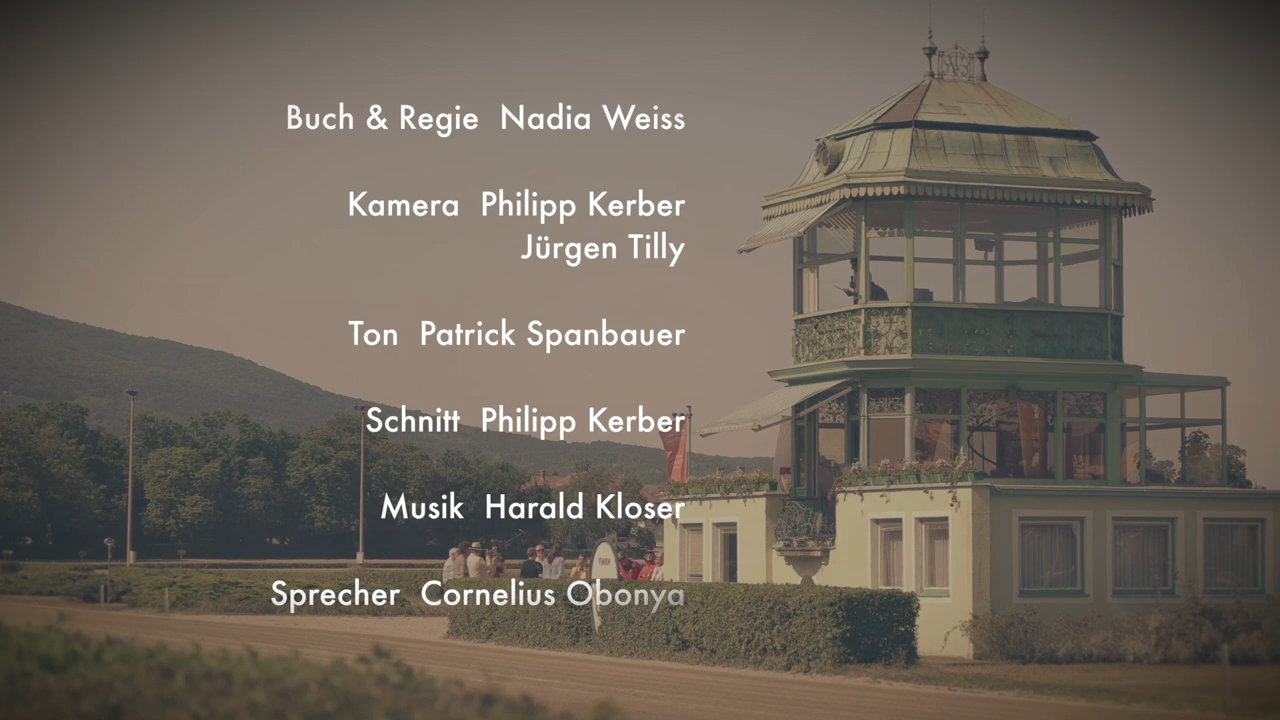 Buch & Regie Nadia Weiss
Kamera Philipp Kerber
Jürgen Tilly
Ton Patrick Spanbauer
Schnitt Philipp Kerber
Musik Harald Kloser
Sprecher Cornelius Obonya